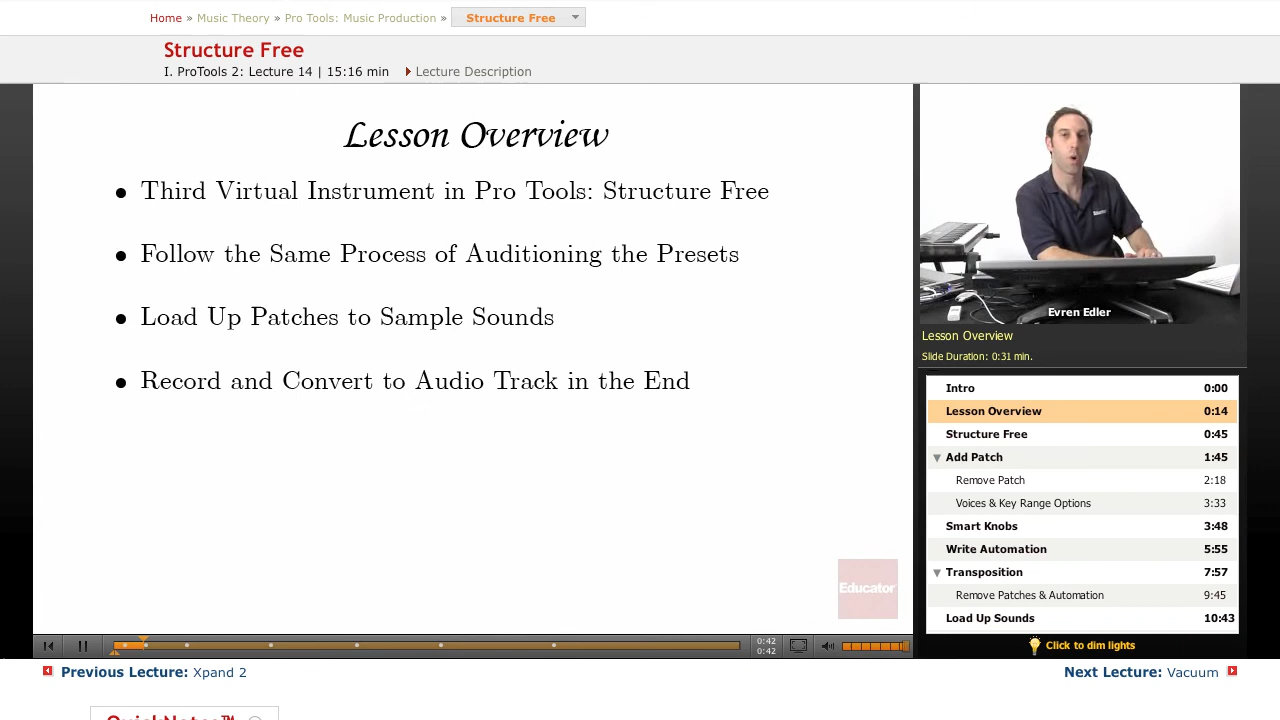 Home » Music Theory » Pro Tools: Music Production » Structure Free
Structure Free
I. ProTools 2: Lecture 14 | 15:16 min Lecture Description
Lesson Overview
• Third Virtual Instrument in Pro Tools: Structure Free
• Follow the Same Process of Auditioning the Presets
• Load Up Patches to Sample Sounds
• Record and Convert to Audio Track in the End
Educator
0:42
0:42
Evren Edler
Lesson Overview
Slide Duration: 0:31 min.
Intro 0:00
Lesson Overview 0:14
Structure Free 0:45
Add Patch 1:45
Remove Patch 2:18
Voices & Key Range Options 3:33
Smart Knobs 3:48
Write Automation 5:55
Transposition 7:57
Remove Patches & Automation 9:45
Load Up Sounds 10:43
Click to dim lights
Previous Lecture: Xpand 2
Next Lecture: Vacuum
QuickNotes™